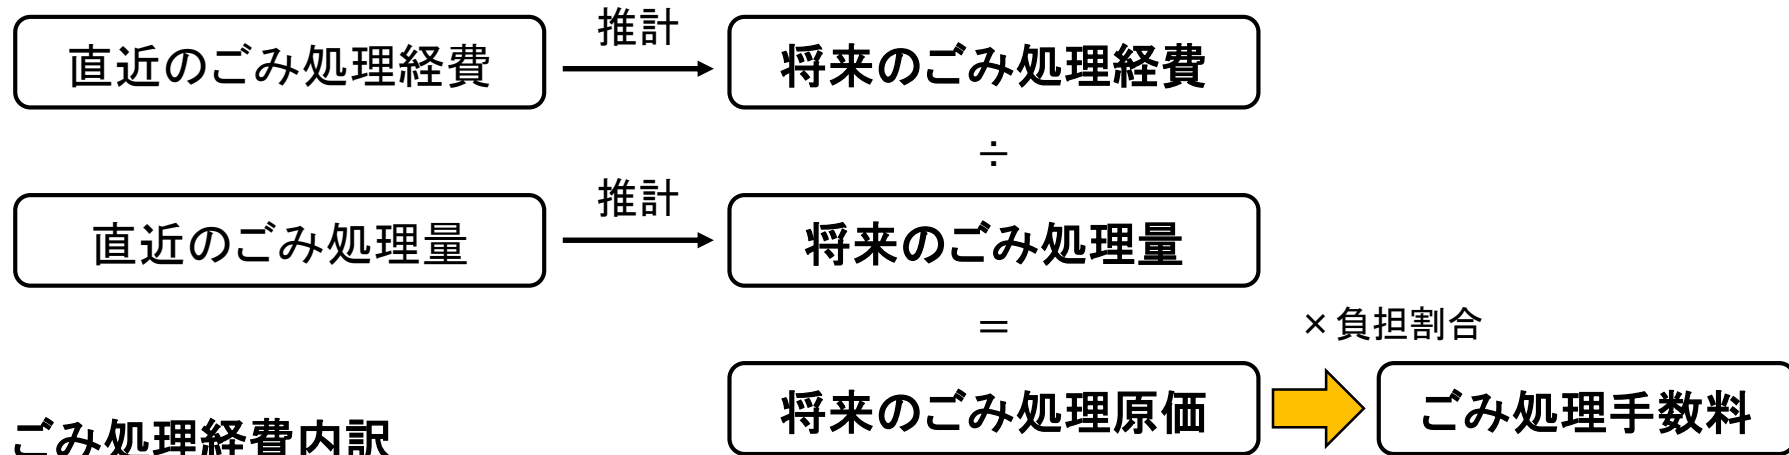 直近のごみ処理経費
推計
将来のごみ処理経費
÷
直近のごみ処理量
推計
将来のごみ処理量
=
×負担割合
将来のごみ処理原価
ごみ処理手数料
ごみ処理経費内訳